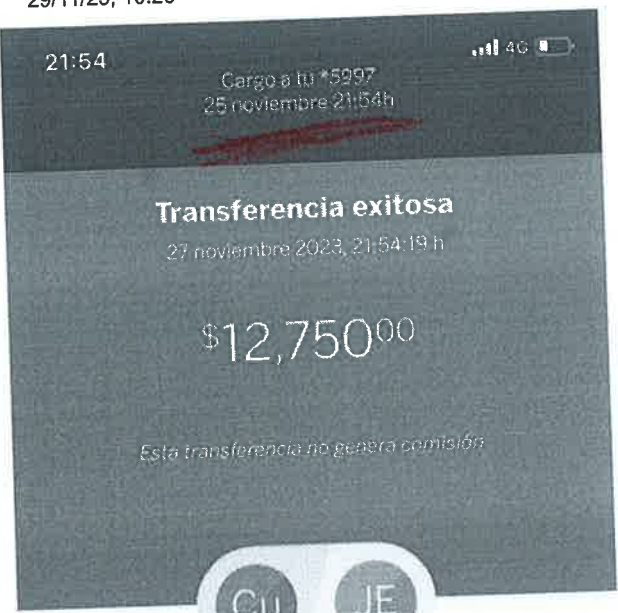 21:54
4G
Cargo a tu *5997
25 noviembre 21:54h
Transferencia exitosa
27 noviembre 2023, 21:54:19 h
$12,750⁰⁰
Esta transferencia no genera comisión
Cu JE